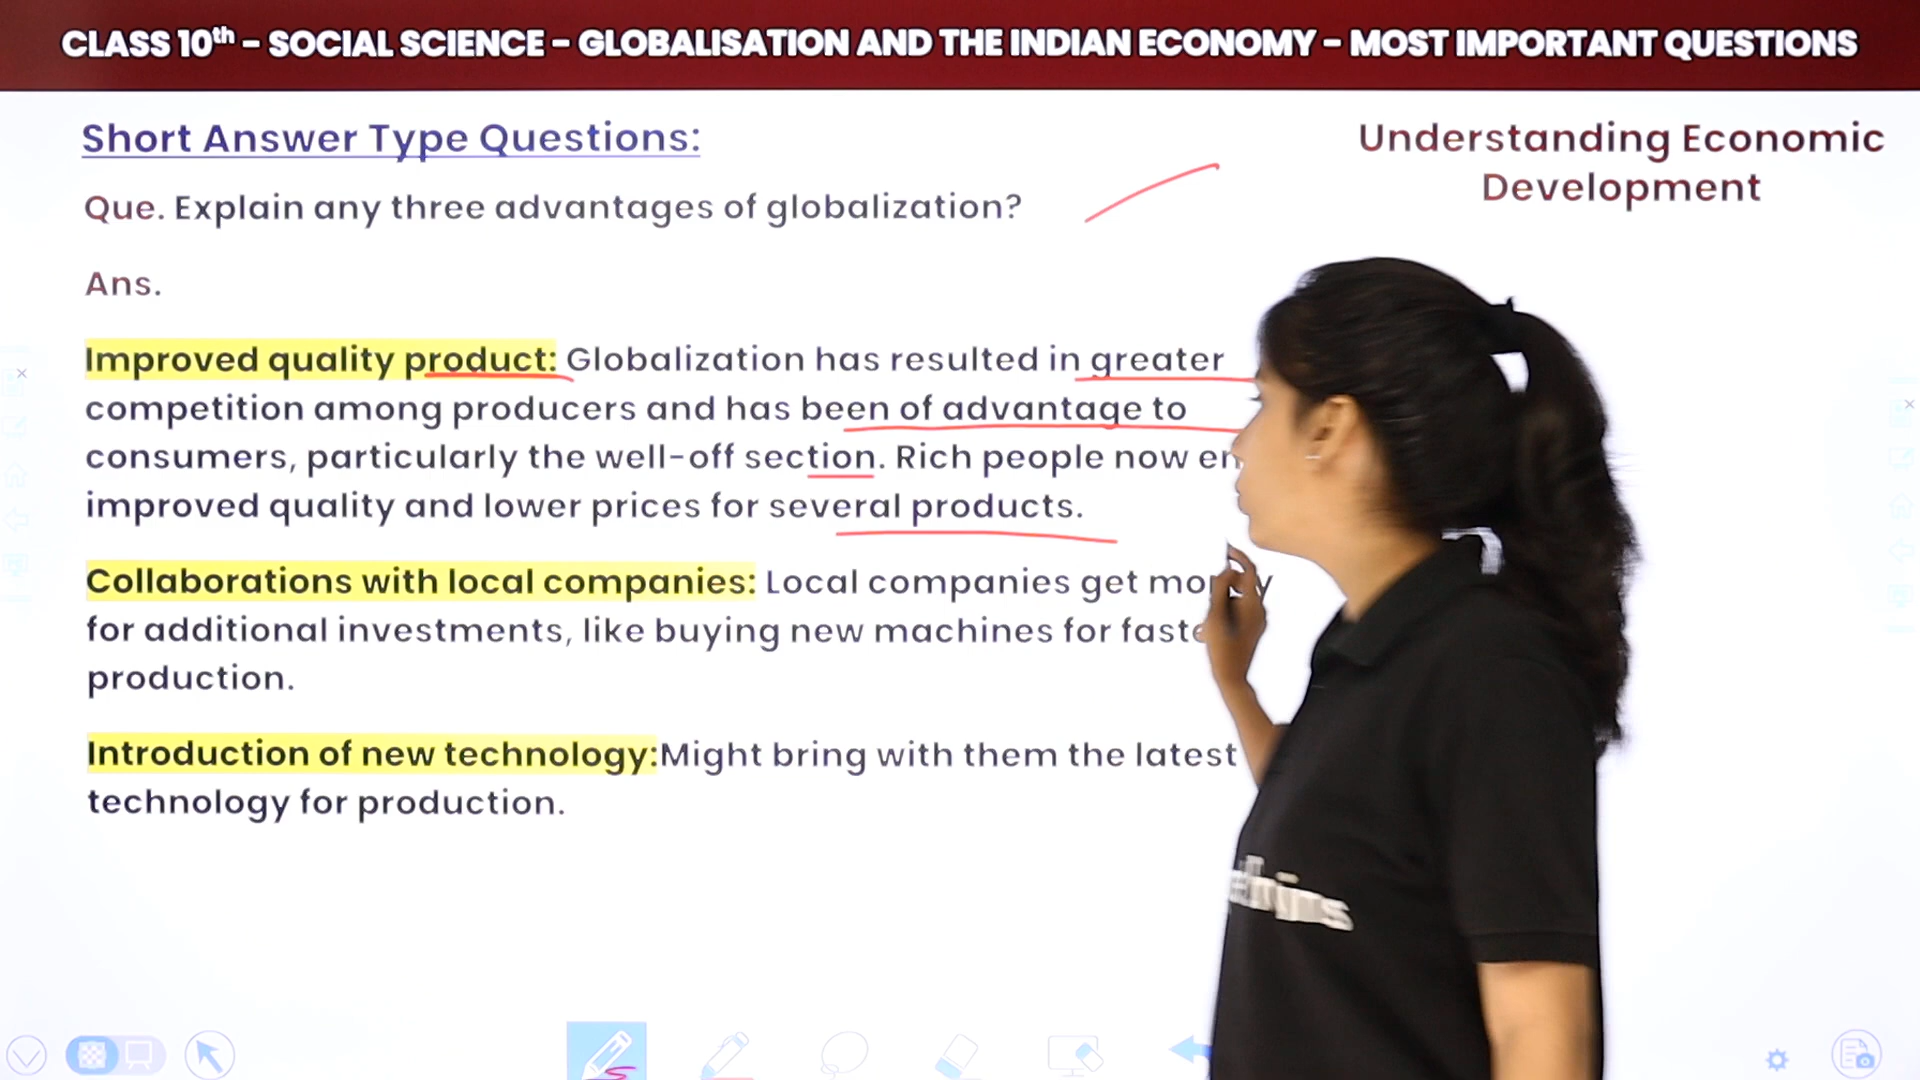 CLASS 10th – SOCIAL SCIENCE – GLOBALISATION AND THE INDIAN ECONOMY – MOST IMPORTANT QUESTIONS
Short Answer Type Questions:
Understanding Economic
Development
Que. Explain any three advantages of globalization?
Ans.
Improved quality product: Globalization has resulted in greater
competition among producers and has been of advantage to
consumers, particularly the well-off section. Rich people now
improved quality and lower prices for several products.
Collaborations with local companies: Local companies get
for additional investments, like buying new machines for
production.
Introduction of new technology:Might bring with them the latest
technology for production.